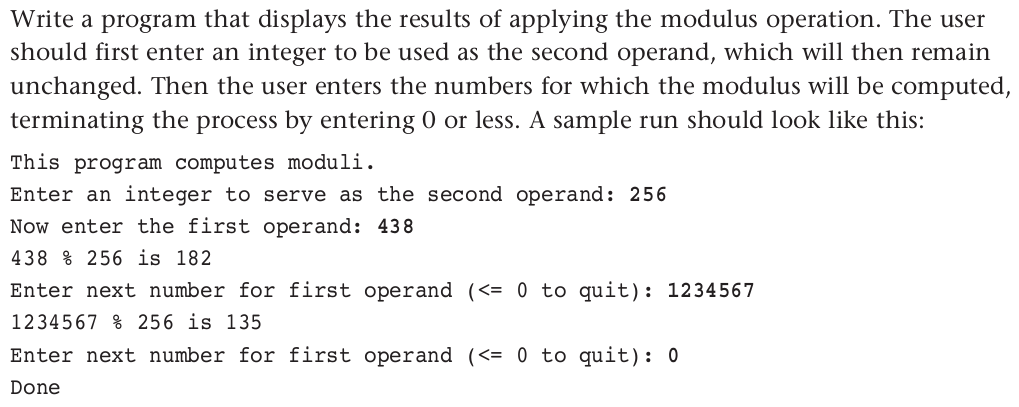 Write a program that displays the results of applying the modulus operation. The user
should first enter an integer to be used as the second operand, which will then remain
unchanged. Then the user enters the numbers for which the modulus will be computed,
terminating the process by entering 0 or less. A sample run should look like this:
This program computes moduli.
Enter an integer to serve as the second operand: 256
Now enter the first operand: 438
438 % 256 is 182
Enter next number for first operand (<= 0 to quit): 1234567
1234567 % 256 is 135
Enter next number for first operand (<= 0 to quit): 0
Done